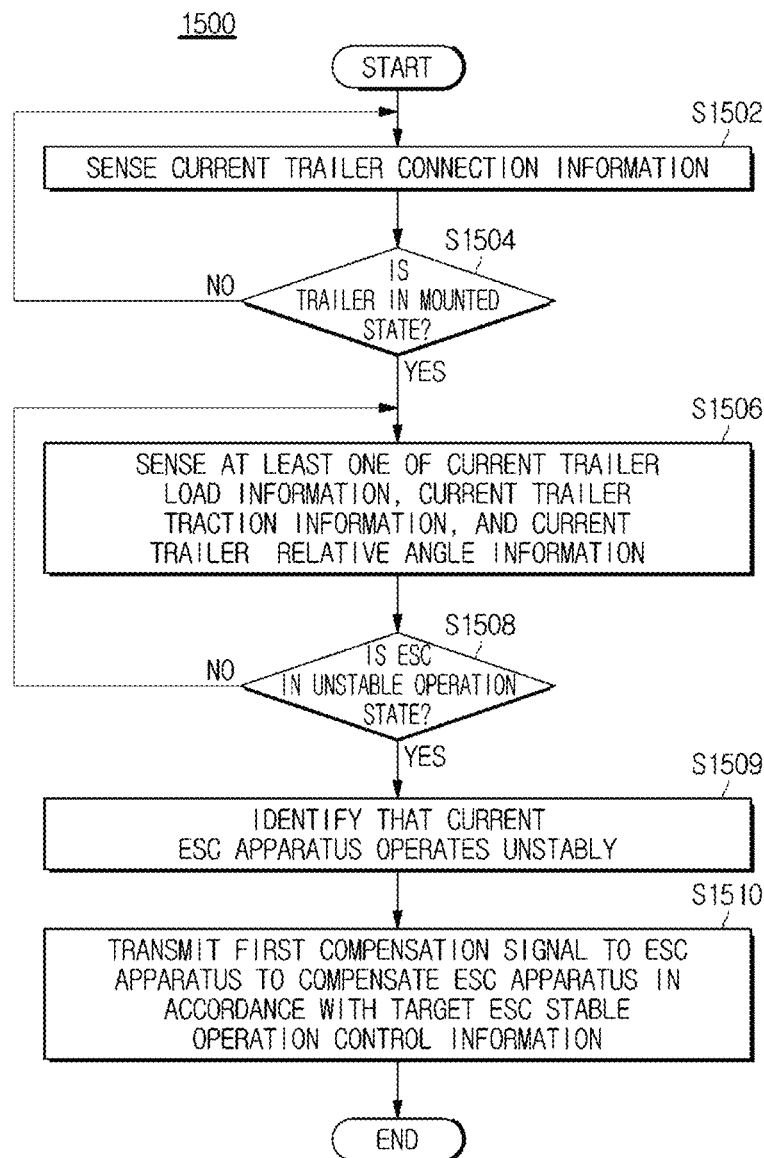 1500
START
S1502
SENSE CURRENT TRAILER CONNECTION INFORMATION
S1504
IS
TRAILER IN MOUNTED
STATE?
NO
YES
S1506
SENSE AT LEAST ONE OF CURRENT TRAILER
LOAD INFORMATION, CURRENT TRAILER
TRACTION INFORMATION, AND CURRENT
TRAILER RELATIVE ANGLE INFORMATION
S1508
IS ESC
IN UNSTABLE OPERATION
STATE?
NO
YES
S1509
IDENTIFY THAT CURRENT
ESC APPARATUS OPERATES UNSTABLY
S1510
TRANSMIT FIRST COMPENSATION SIGNAL TO ESC
APPARATUS TO COMPENSATE ESC APPARATUS IN
ACCORDANCE WITH TARGET ESC STABLE
OPERATION CONTROL INFORMATION
END